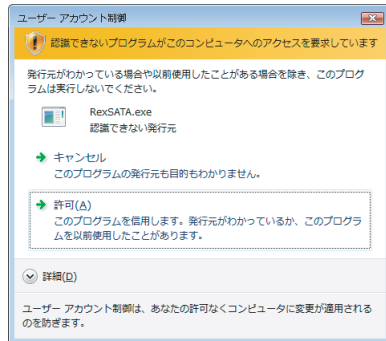 ユーザー アカウント制御
認識できないプログラムがこのコンピュータへのアクセスを要求しています
発行元がわかっている場合や以前使用したことがある場合を除き、このプログ
ラムは実行しないでください。
RexSATA.exe
認識できない発行元
キャンセル
このプログラムの発行元も目的もわかりません。
許可(A)
このプログラムを信用します。発行元がわかっているか、このプログラ
ムを以前使用したことがあります。
詳細(D)
ユーザー アカウント制御は、あなたの許可なくコンピュータに変更が適用される
のを防ぎます。